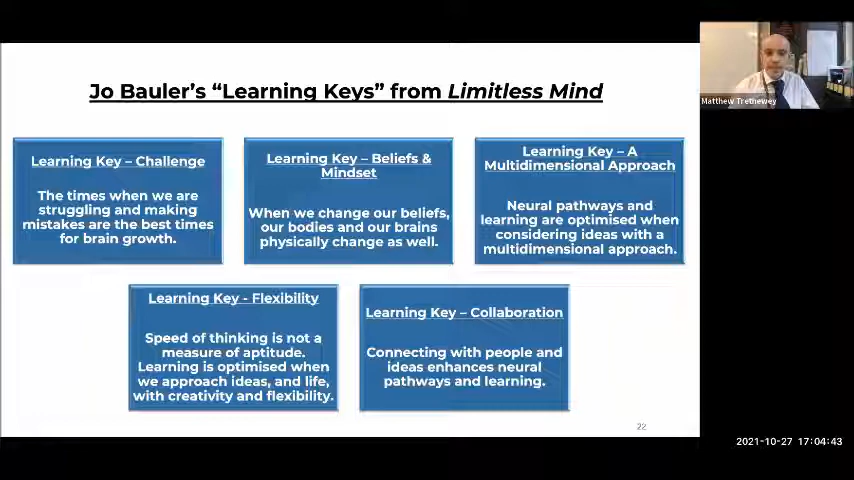 Jo Bauler's “Learning Keys” from Limitless Mind
Matthew Trethewey
Learning Key – Challenge
The times when we are
struggling and making
mistakes are the best times
for brain growth.
Learning Key – Beliefs &
Mindset
When we change our beliefs,
our bodies and our brains
physically change as well.
Learning Key – A
Multidimensional Approach
Neural pathways and
learning are optimised when
considering ideas with a
multidimensional approach.
Learning Key - Flexibility
Speed of thinking is not a
measure of aptitude.
Learning is optimised when
we approach ideas, and life,
with creativity and flexibility.
Learning Key – Collaboration
Connecting with people and
ideas enhances neural
pathways and learning.
22
2021-10-27 17:04:43